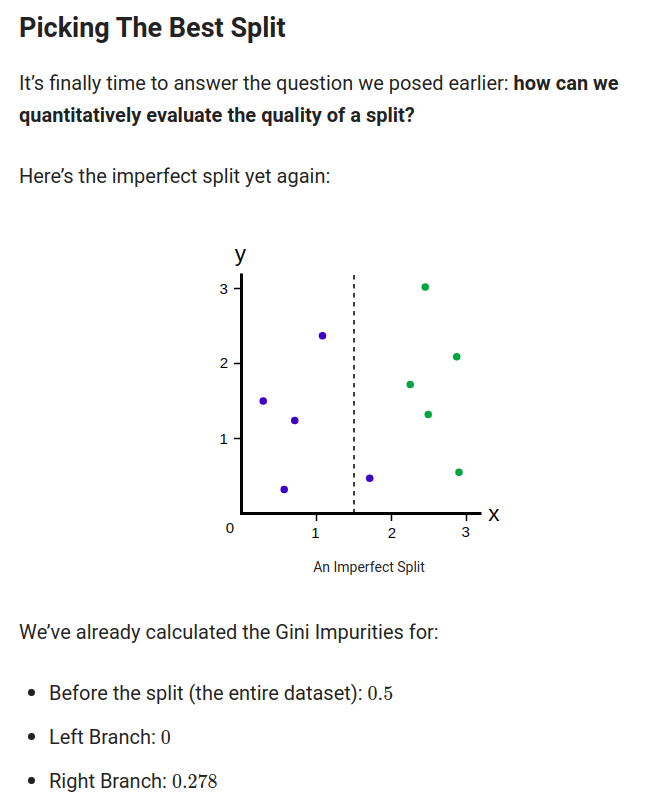 Picking The Best Split
It’s finally time to answer the question we posed earlier: how can we
quantitatively evaluate the quality of a split?
Here’s the imperfect split yet again:
y
3
2
1
0
1
2
3
x
An Imperfect Split
We’ve already calculated the Gini Impurities for:
• Before the split (the entire dataset): 0.5
• Left Branch: 0
• Right Branch: 0.278